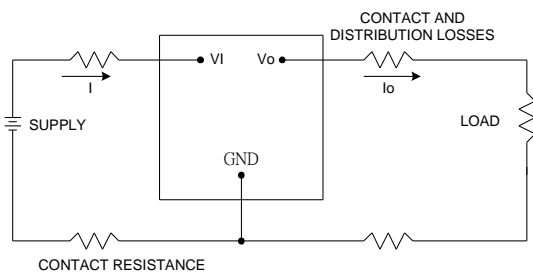 CONTACT AND
DISTRIBUTION LOSSES
VI
Vo
I
Io
SUPPLY
LOAD
GND
CONTACT RESISTANCE